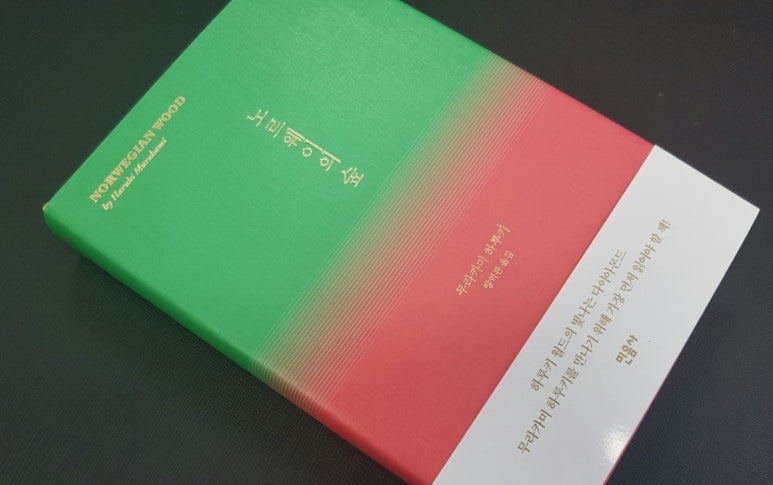 NORWEGIAN WOOD
by Haruki Murakami
노르웨이의 숲
무라카미 하루키
양억관 옮김
하루키 월드의 빛나는 다이아몬드
무라카미 하루키를 만나기 위해 가장 먼저 읽어야 할 책!
민음사